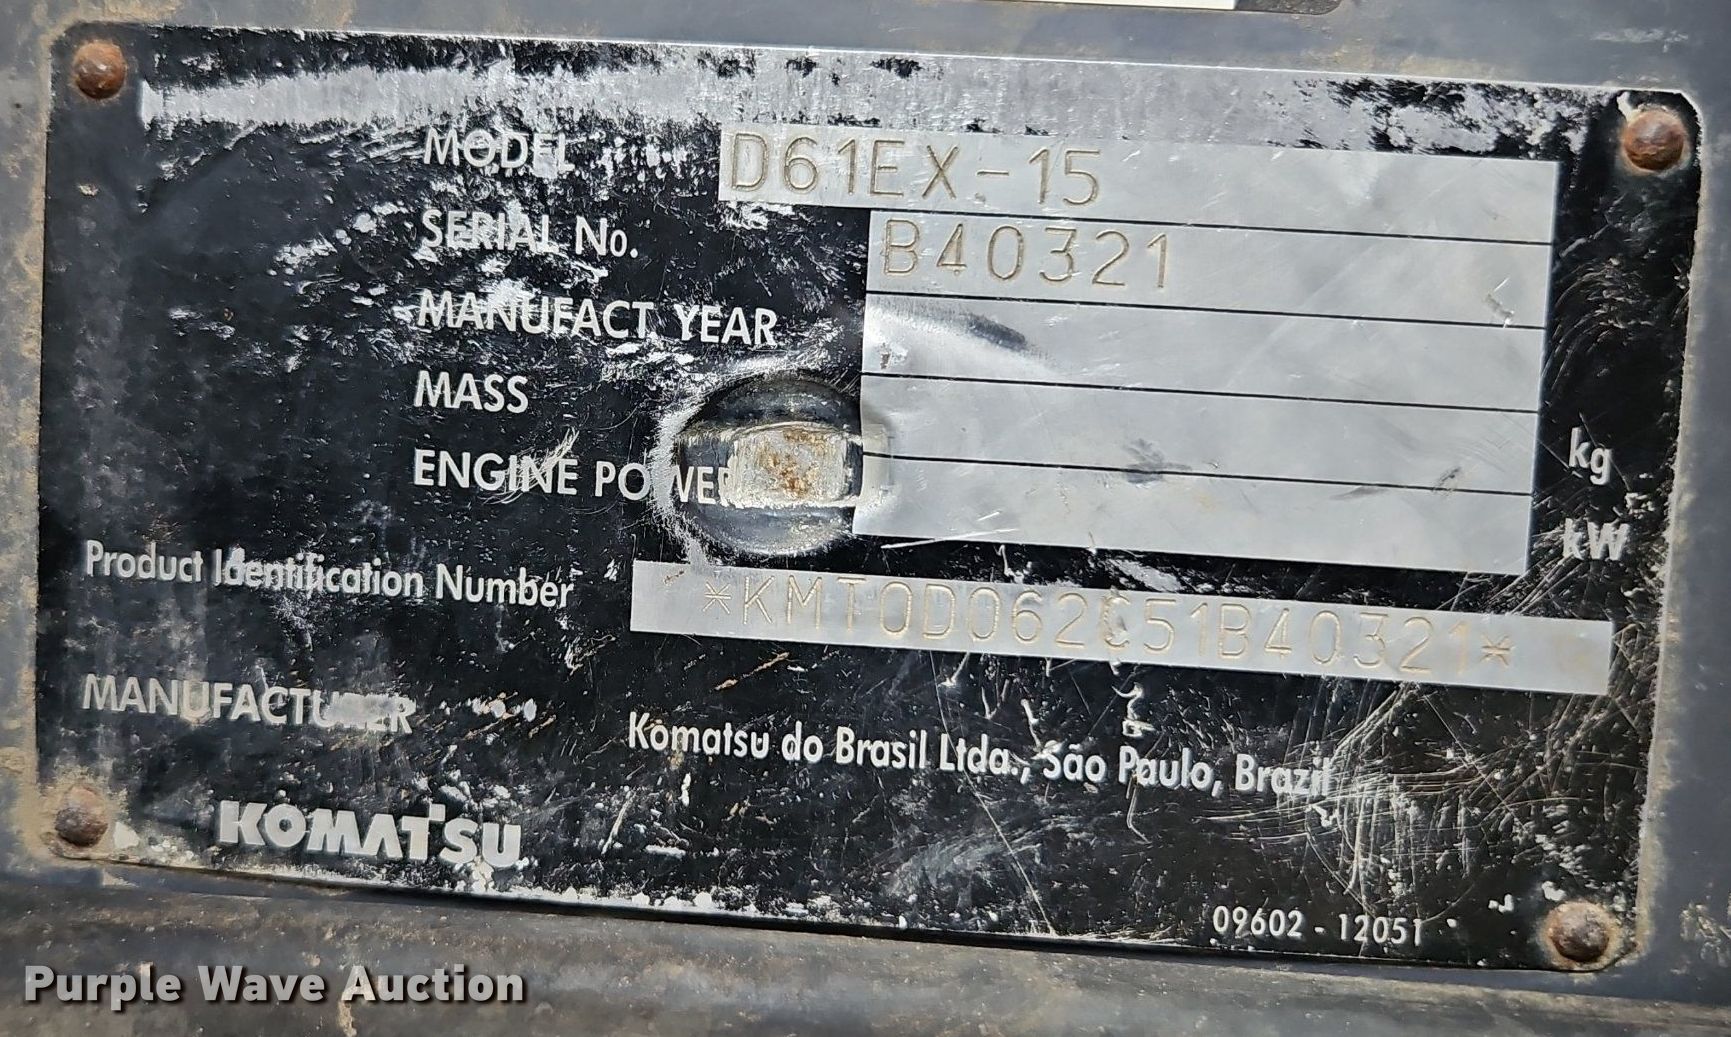 MODEL D61EX-15
SERIAL No. B40321
MANUFACT. YEAR
MASS kg
ENGINE POWER kW
Product Identification Number *KMT0D062C51B40321*
MANUFACTURER Komatsu do Brasil Ltda., São Paulo, Brazil
KOMATSU
09602 - 12051
Purple Wave Auction